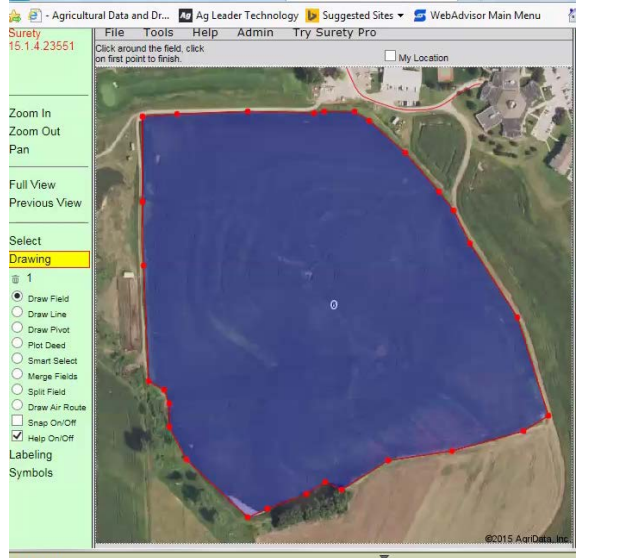 - Agricultural Data and Dr... Ag Ag Leader Technology Suggested Sites WebAdvisor Main Menu
Surety
15.1.4.23551
File Tools Help Admin Try Surety Pro
Click around the field, click
on first point to finish.
My Location
Zoom In
Zoom Out
Pan
Full View
Previous View
Select
Drawing
1
Draw Field
Draw Line
Draw Pivot
Plot Deed
Smart Select
Merge Fields
Split Field
Draw Air Route
Snap On/Off
Help On/Off
Labeling
Symbols
0
©2015 AgriData, Inc.